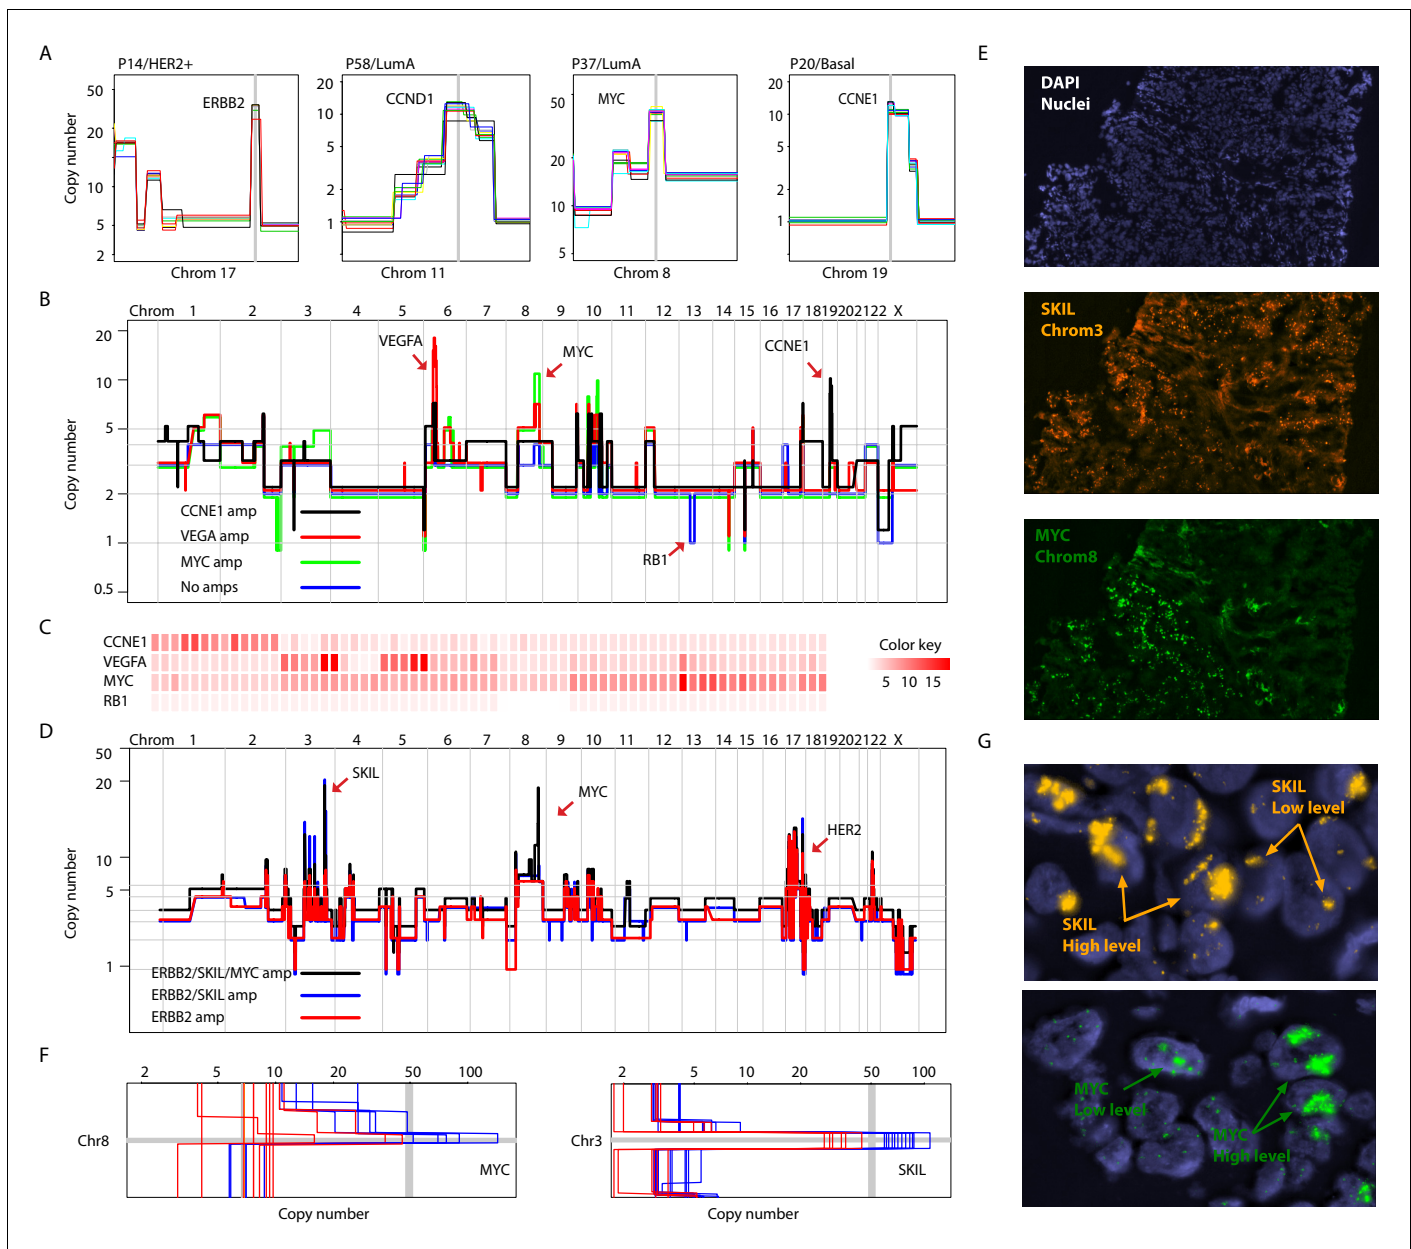 A
P14/HER2+
P58/LumA
P37/LumA
P20/Basal
50
20
10
5
2
ERBB2
20
10
5
2
1
CCND1
50
20
10
5
MYC
20
10
5
2
1
CCNE1
Copy number
Chrom 17
Chrom 11
Chrom 8
Chrom 19
B
Chrom 1 2 3 4 5 6 7 8 9 10 11 12 13 14 15 16 17 18 19 20 2122 X
20
10
5
2
1
0.5
Copy number
VEGFA
MYC
CCNE1
RB1
CCNE1 amp
VEGA amp
MYC amp
No amps
C
CCNE1
VEGFA
MYC
RB1
Color key
5 10 15
D
Chrom 1 2 3 4 5 6 7 8 9 10 11 12 13 14 15 16 17 18 19 20 2122 X
50
20
10
5
1
Copy number
SKIL
MYC
HER2
ERBB2/SKIL/MYC amp
ERBB2/SKIL amp
ERBB2 amp
F
2 5 10 20 50 100
Chr8
MYC
Copy number
2 5 10 20 50 100
Chr3
SKIL
Copy number
E
DAPI
Nuclei
SKIL
Chrom3
MYC
Chrom8
G
SKIL
Low level
SKIL
High level
MYC
Low level
MYC
High level